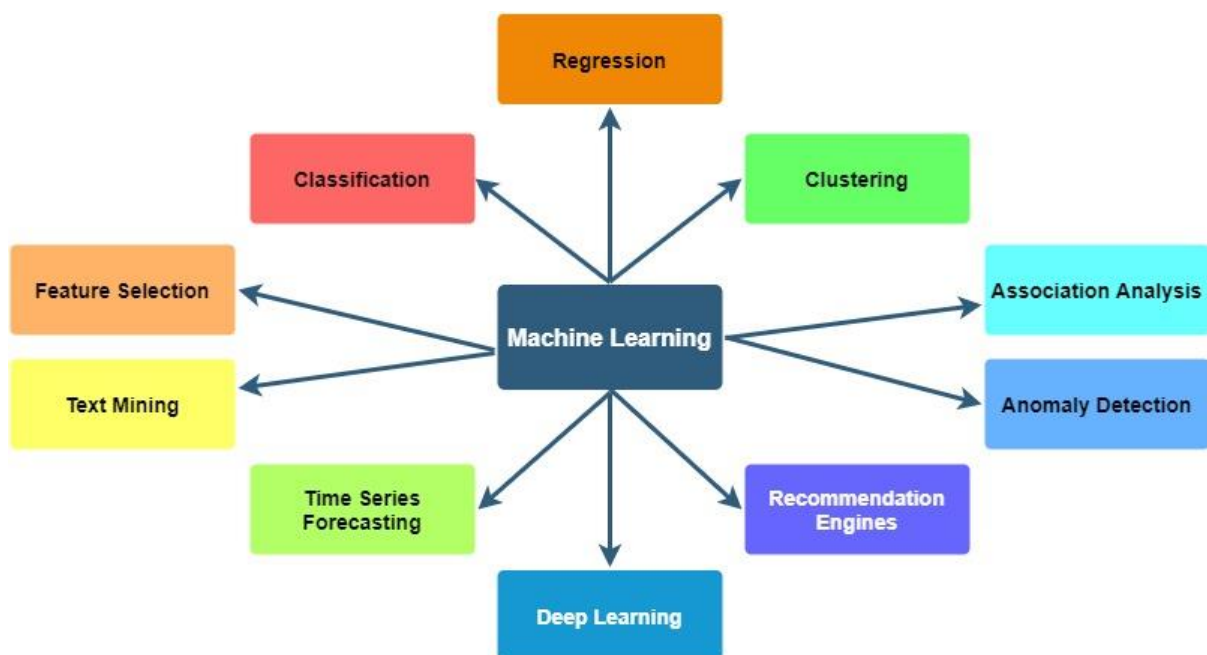 Regression
Classification
Clustering
Feature Selection
Association Analysis
Machine Learning
Text Mining
Anomaly Detection
Time Series
Forecasting
Recommendation
Engines
Deep Learning